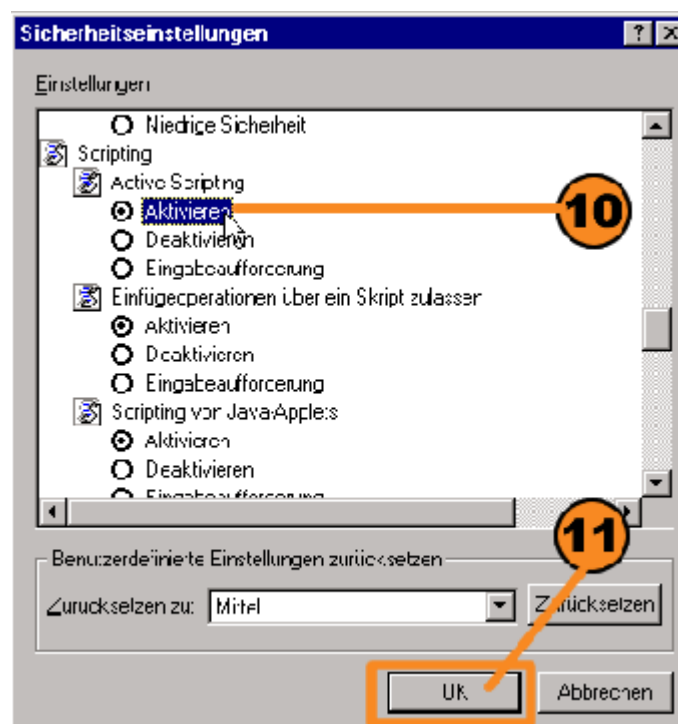 Sicherheitseinstellungen
Einstellungen
Niedrige Sicherheit
Scripting
Active Scripting
Aktivieren
10
Deaktivieren
Eingabeaufforderung
Einfügeoperationen über ein Skript zulassen
Aktivieren
Deaktivieren
Eingabeaufforderung
Scripting von Java-Applets
Aktivieren
Deaktivieren
Eingabeaufforderung
11
Benutzerdefinierte Einstellungen zurücksetzen
Zurücksetzen zu: Mittel Zurücksetzen
OK Abbrechen